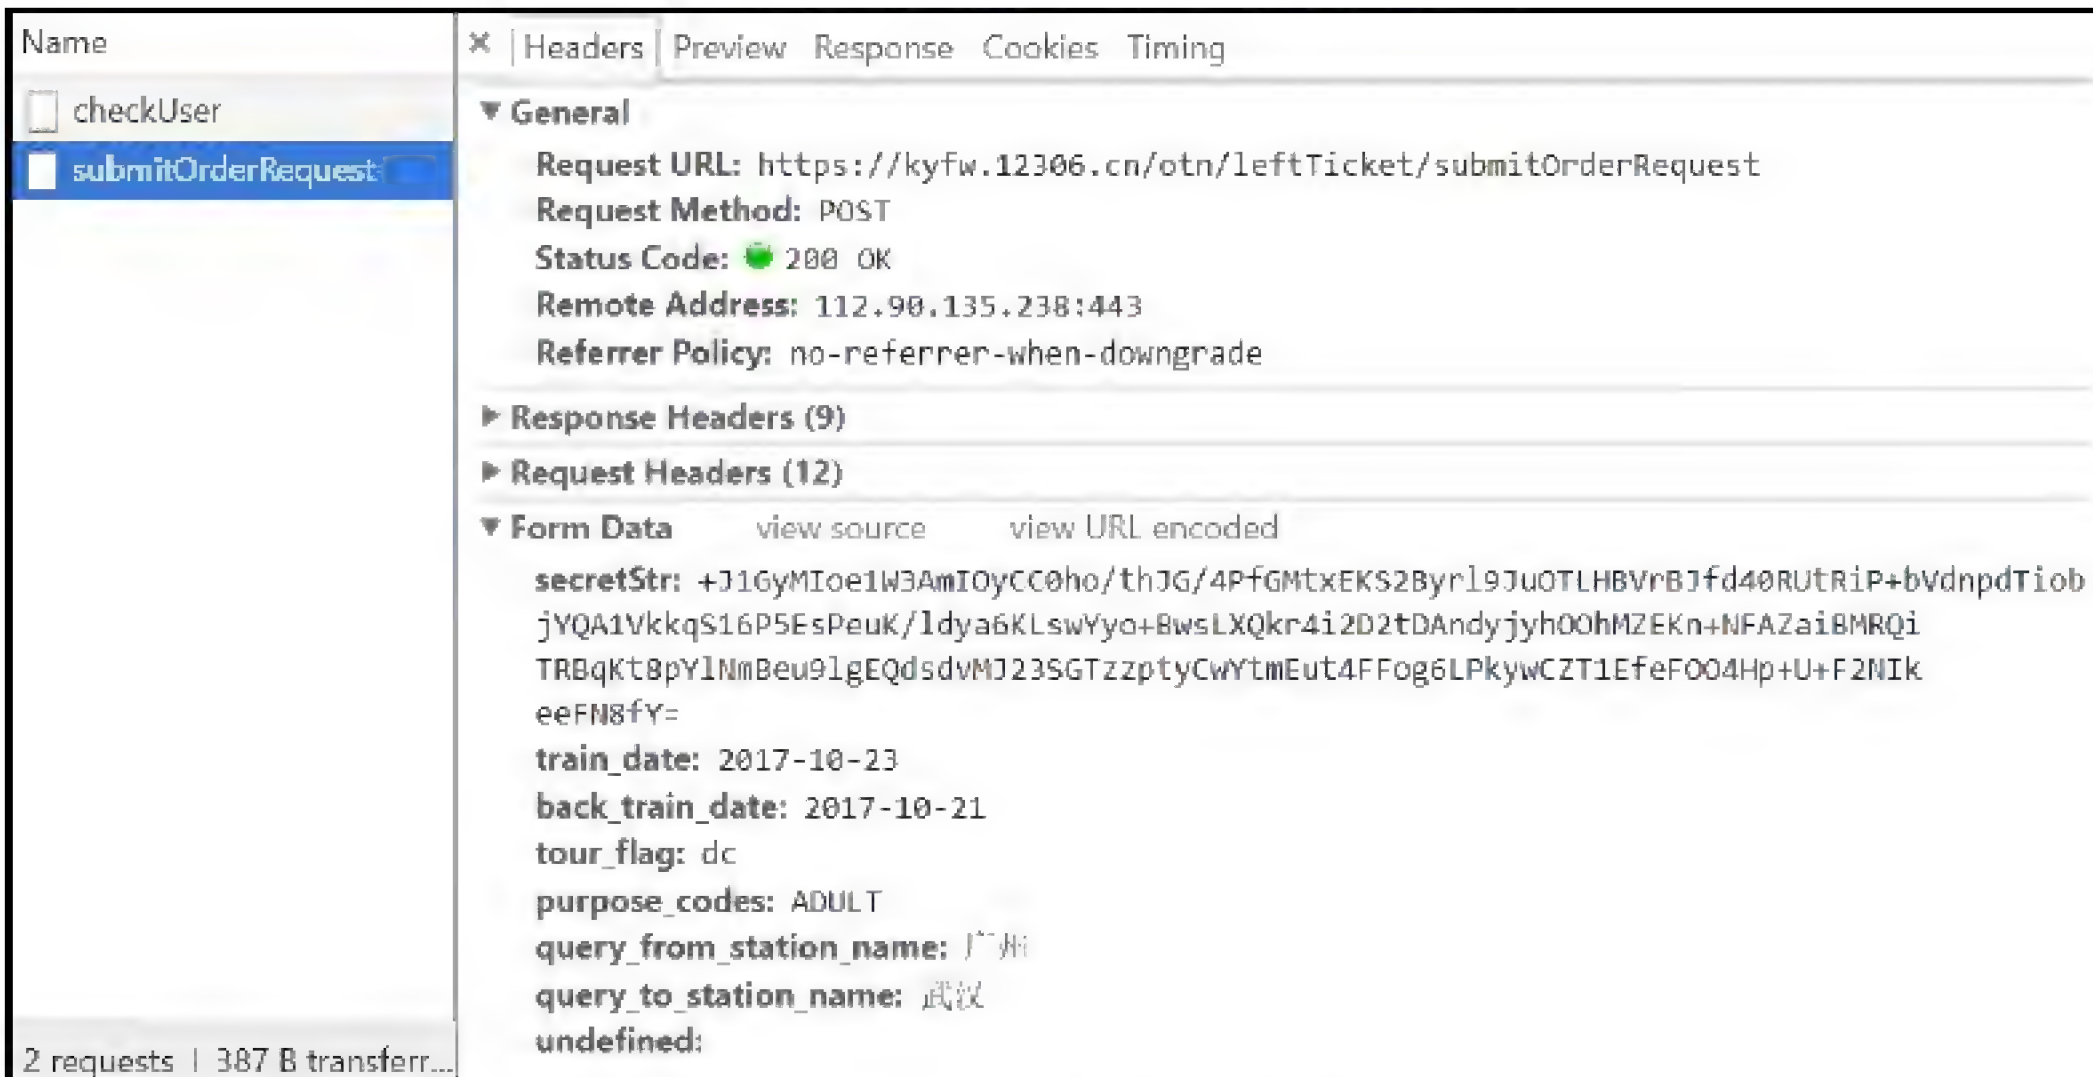 Name
× Headers Preview Response Cookies Timing
checkUser
submitOrderRequest
▼ General
Request URL: https://kyfw.12306.cn/otn/leftTicket/submitOrderRequest
Request Method: POST
Status Code: 200 OK
Remote Address: 112.90.135.238:443
Referrer Policy: no-referrer-when-downgrade
▶ Response Headers (9)
▶ Request Headers (12)
▼ Form Data view source view URL encoded
secretStr: +J1GyMIoe1W3AmIOyCC0ho/thJG/4PfGMtxEKS2Byrl9JuOTLHBVrBJfd40RUtRiP+bVdnpdTiob
jYQA1VkkqS16P5EsPeuK/ldya6KLswYyo+BwsLXQkr4i2D2tDAndyjyhOOhMZEKn+NFAZaiBMRQi
TRBqKt8pYlNmBeu9lgEQdsdvMJ23SGTzzptyCwYtmEut4FFog6LPkywCZT1EfeFOO4Hp+U+F2NIk
eeFN8fY=
train_date: 2017-10-23
back_train_date: 2017-10-21
tour_flag: dc
purpose_codes: ADULT
query_from_station_name: 广州
query_to_station_name: 武汉
undefined:
2 requests | 387 B transferr...